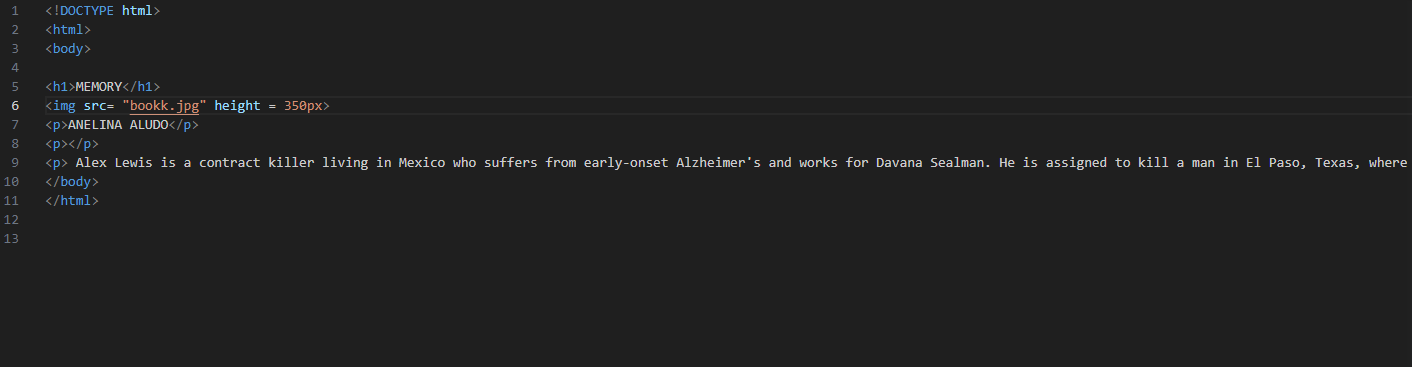 1 <!DOCTYPE html>
2 <html>
3 <body>
4
5 <h1>MEMORY</h1>
6 <img src= "bookk.jpg" height = 350px>
7 <p>ANELINA ALUDO</p>
8 <p></p>
9 <p> Alex Lewis is a contract killer living in Mexico who suffers from early-onset Alzheimer's and works for Davana Sealman. He is assigned to kill a man in El Paso, Texas, where
10 </body>
11 </html>
12
13